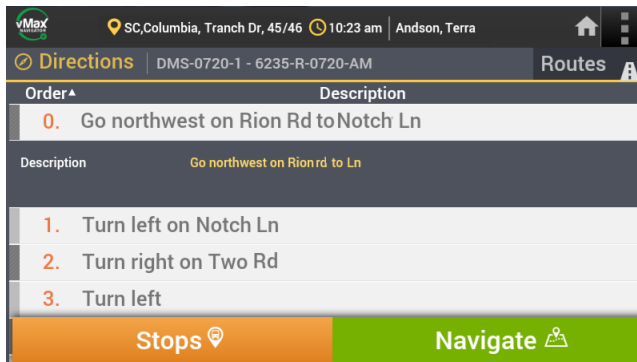 vMax
NAVIGATOR
SC,Columbia, Tranch Dr, 45/46 10:23 am Andson, Terra
Directions DMS-0720-1 - 6235-R-0720-AM Routes
Order Description
0. Go northwest on Rion Rd to Notch Ln
Description Go northwest on Rion rd to Ln
1. Turn left on Notch Ln
2. Turn right on Two Rd
3. Turn left
Stops Navigate